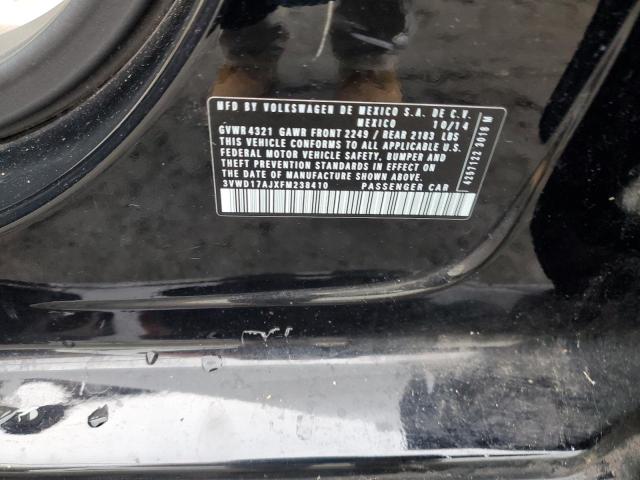 MFD BY VOLKSWAGEN DE MEXICO S.A. DE C.V.
MEXICO 10/14
GVWR 4321 GAWR FRONT 2249 / REAR 2183 LBS
THIS VEHICLE CONFORMS TO ALL APPLICABLE U.S.
FEDERAL MOTOR VEHICLE SAFETY, BUMPER AND
THEFT PREVENTION STANDARDS IN EFFECT ON
THE DATE OF MANUFACTURE SHOWN ABOVE
3VWD17AJXFM238410 PASSENGER CAR
4257122 3018 M